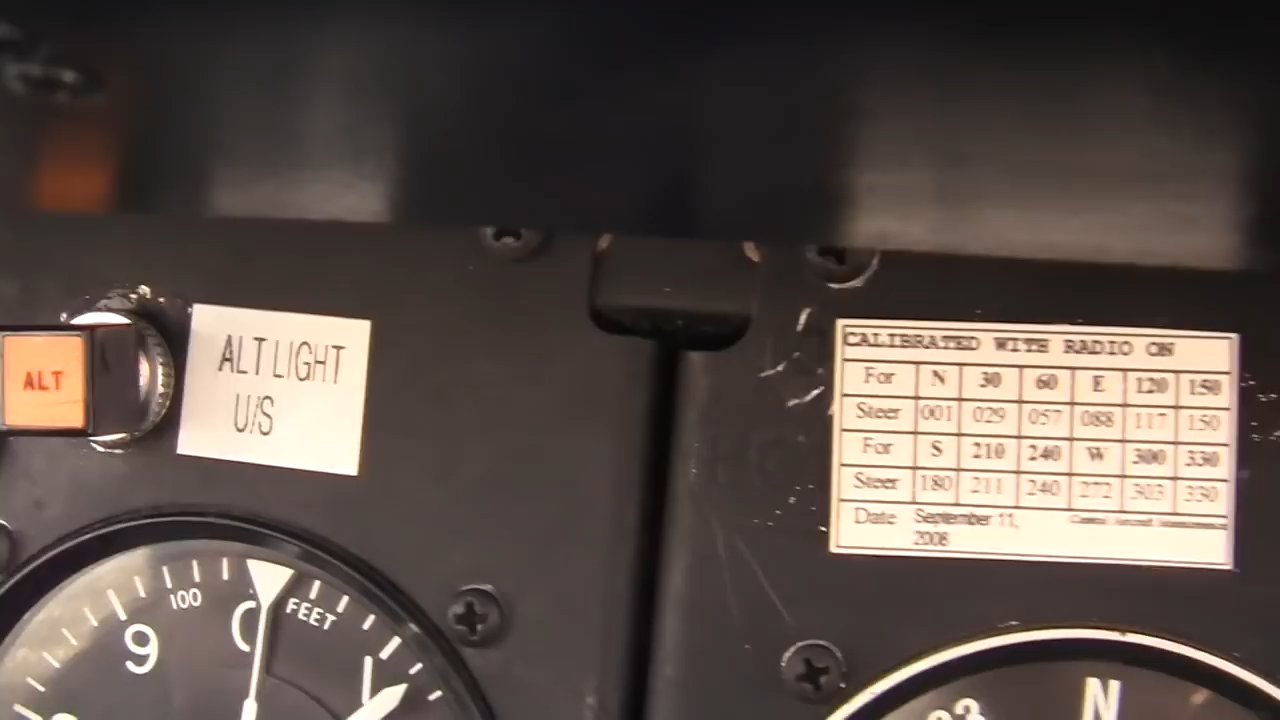 ALT
ALT LIGHT
U/S
CALIBRATED WITH RADIO ON
For N 30 60 E 120 150
Steer 001 029 057 088 117 150
For S 210 240 W 300 330
Steer 180 211 240 272 303 330
Date September 11,
2008
100
FEET
9
0
1
N